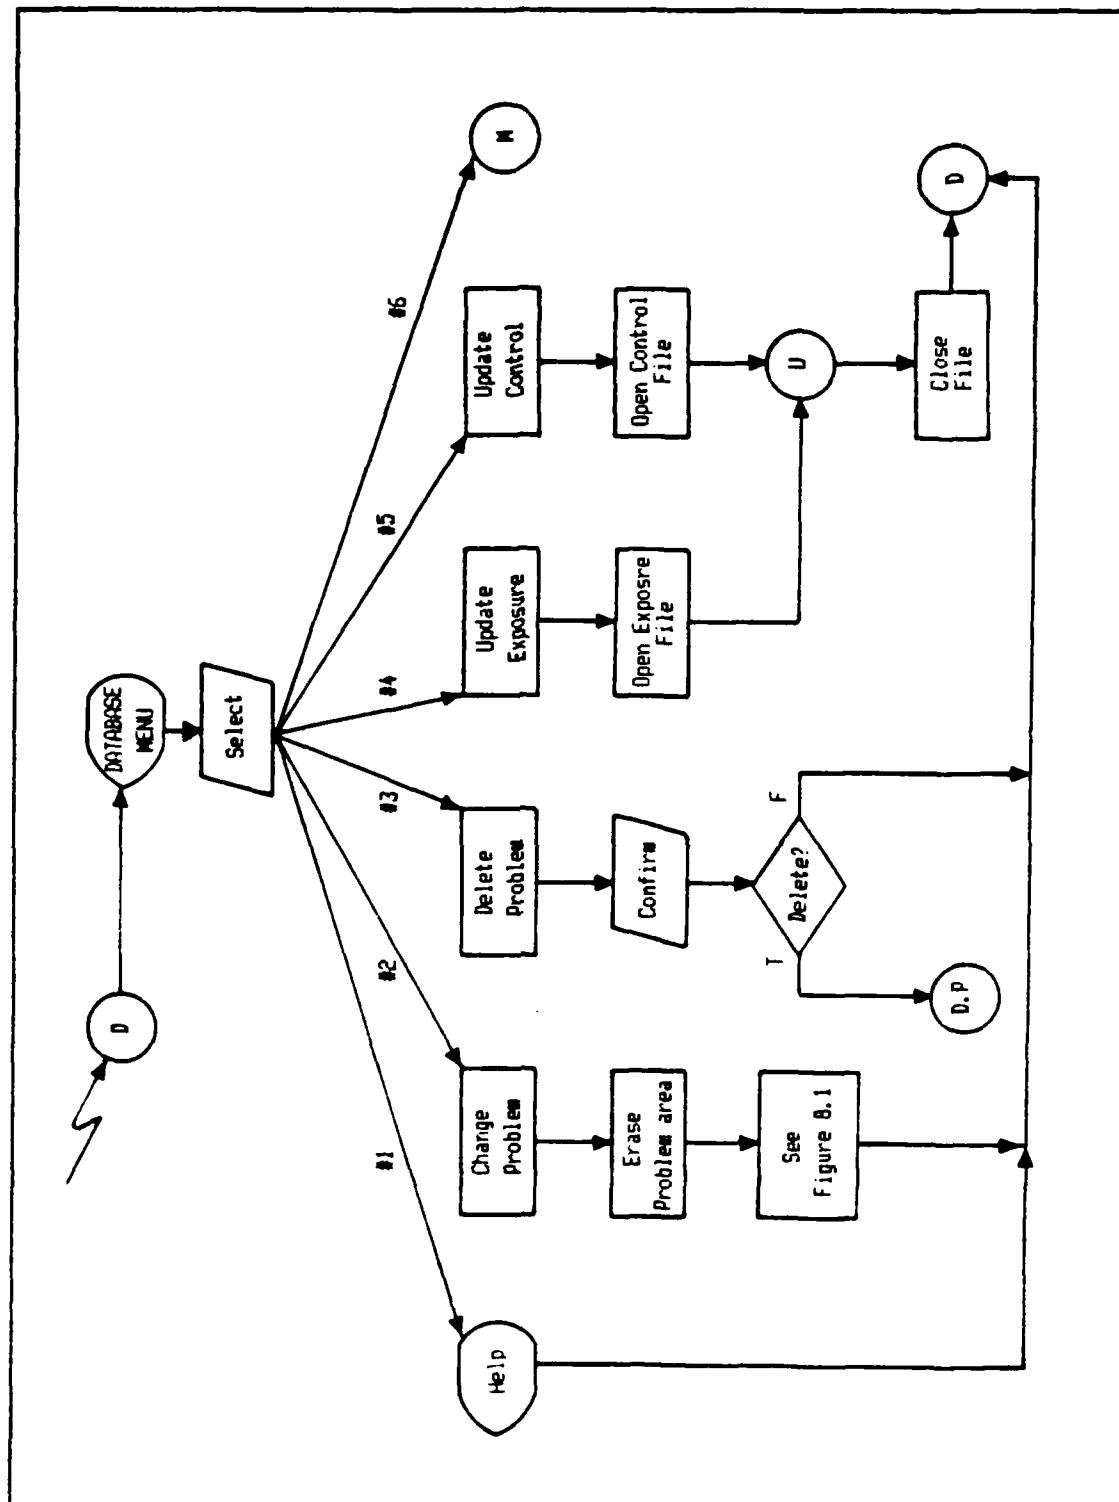 D
DATABASE
MENU
Select
#1
#2
#3
#4
#5
#6
Help
Change
Problem
Delete
Problem
Update
Exposure
Update
Control
M
Erase
Problem area
Confirm
Open Exposre
File
Open Control
File
See
Figure 8.1
T
Delete?
F
U
D.P
Close
File
D